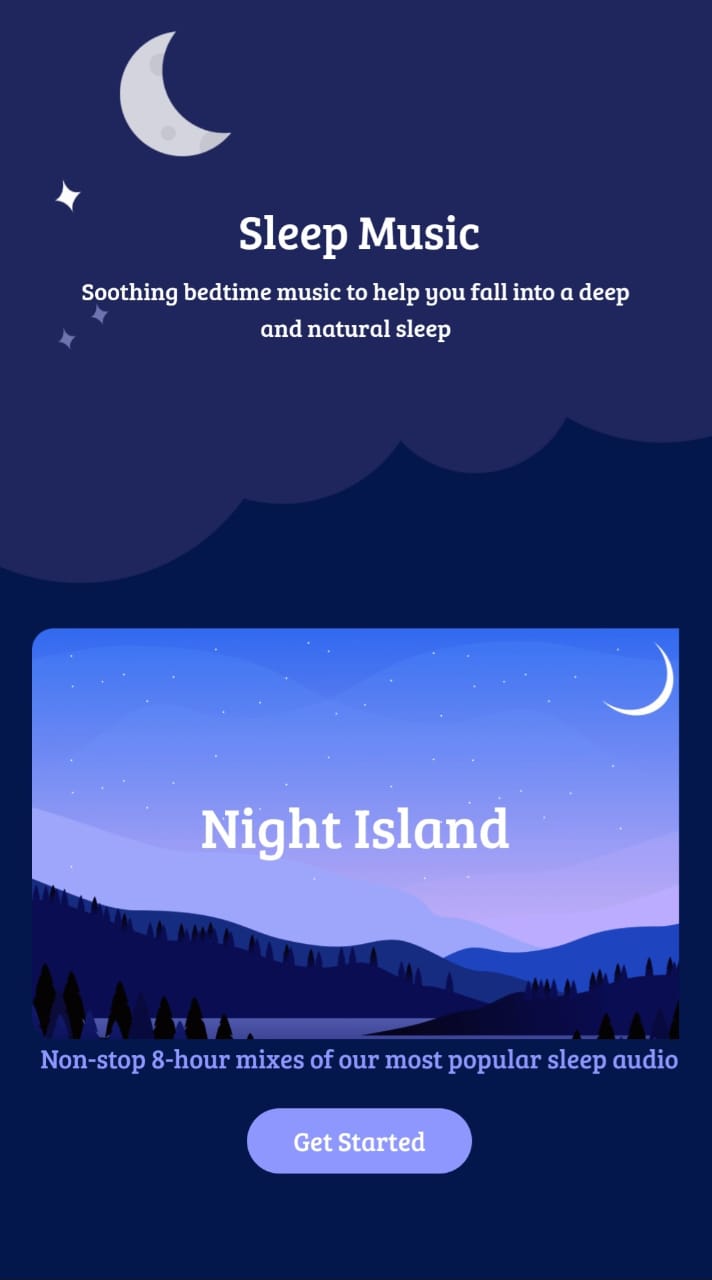 Sleep Music
Soothing bedtime music to help you fall into a deep
and natural sleep
Night Island
Non-stop 8-hour mixes of our most popular sleep audio
Get Started